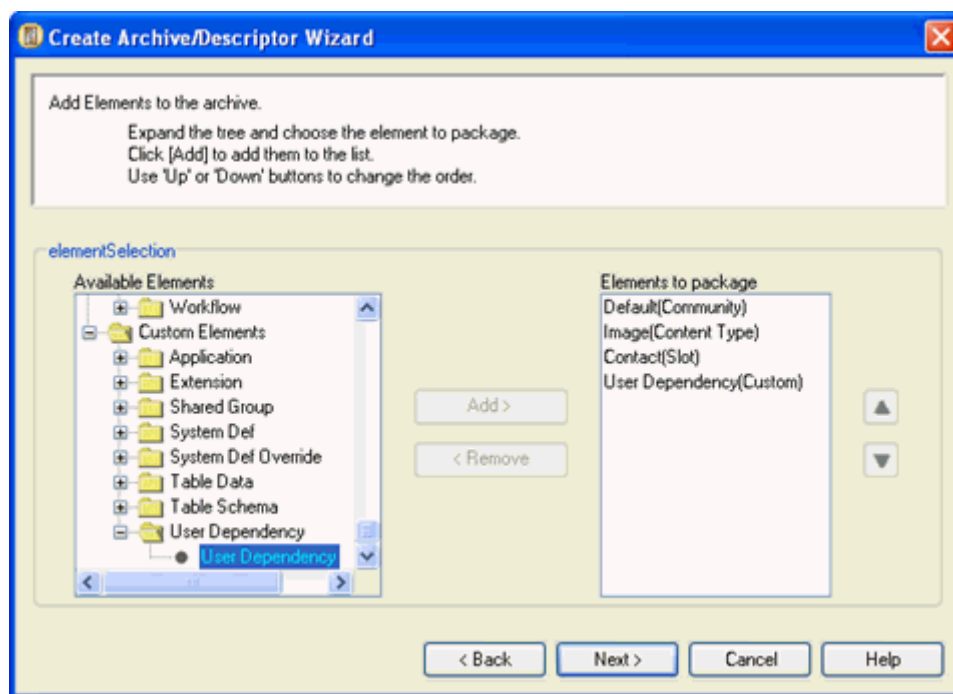 Create Archive/Descriptor Wizard
Add Elements to the archive.
Expand the tree and choose the element to package.
Click [Add] to add them to the list.
Use 'Up' or 'Down' buttons to change the order.
elementSelection
Available Elements
Workflow
Custom Elements
Application
Extension
Shared Group
System Def
System Def Override
Table Data
Table Schema
User Dependency
User Dependency
Add >
< Remove
Elements to package
Default(Community)
Image(Content Type)
Contact(Slot)
User Dependency(Custom)
< Back
Next >
Cancel
Help